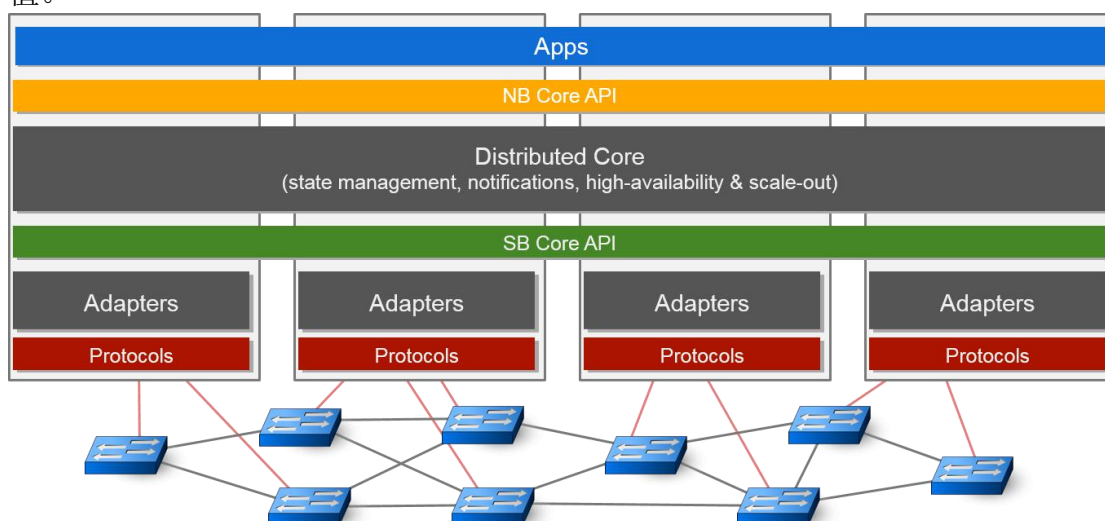 值。
Apps
NB Core API
Distributed Core
(state management, notifications, high-availability & scale-out)
SB Core API
Adapters Adapters Adapters Adapters
Protocols Protocols Protocols Protocols